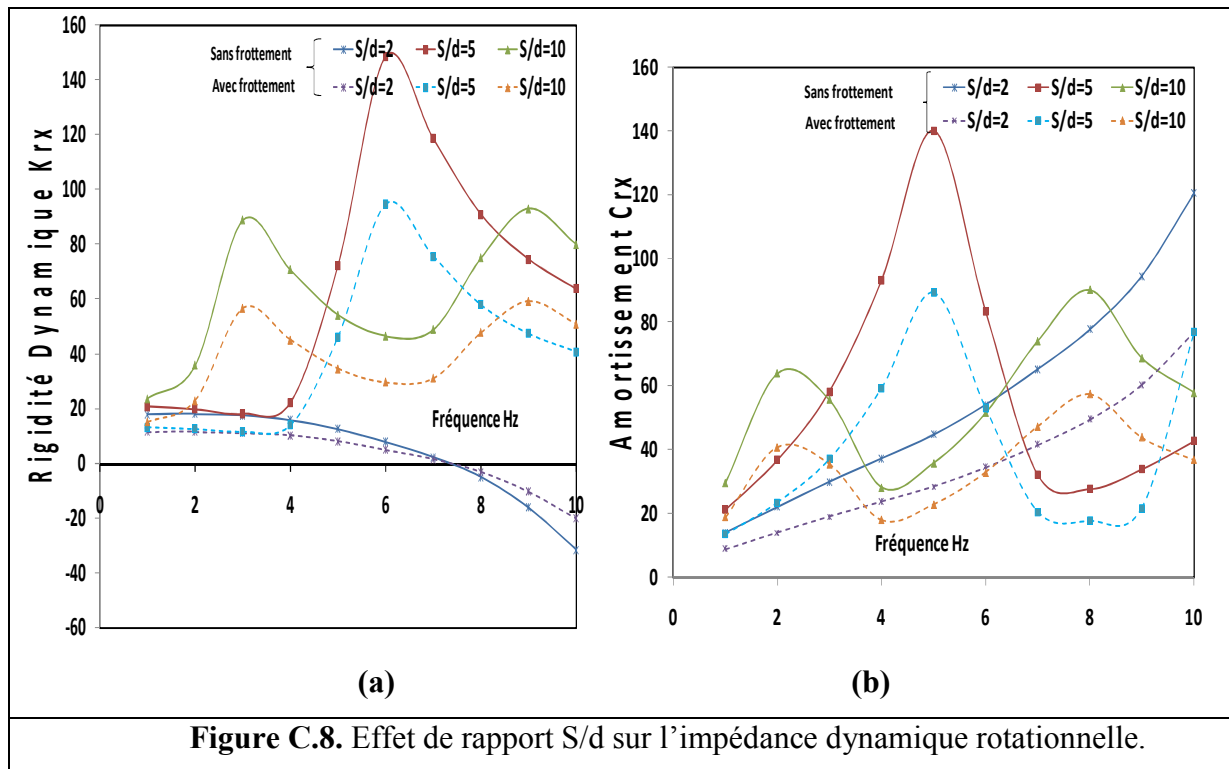 Rigidité Dynamique Krx
160
140
120
100
80
60
40
20
0
-20
-40
-60
0 2 4 6 8 10
Sans frottement
Avec frottement
S/d=2 S/d=5 S/d=10
S/d=2 S/d=5 S/d=10
Fréquence Hz
(a)
Amortissement Crx
160
140
120
100
80
60
40
20
0
0 2 4 6 8 10
Sans frottement
Avec frottement
S/d=2 S/d=5 S/d=10
S/d=2 S/d=5 S/d=10
Fréquence Hz
(b)
Figure C.8. Effet de rapport S/d sur l’impédance dynamique rotationnelle.